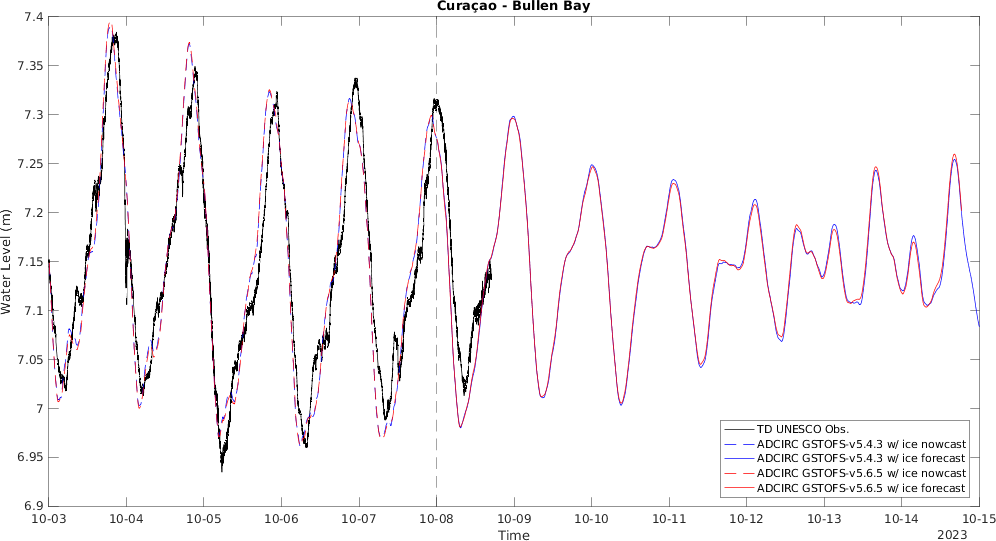 Curaçao - Bullen Bay
7.4
7.35
7.3
7.25
7.2
7.15
7.1
7.05
7
6.95
6.9
Water Level (m)
10-03 10-04 10-05 10-06 10-07 10-08 10-09 10-10 10-11 10-12 10-13 10-14 10-15
Time
2023
TD UNESCO Obs.
ADCIRC GSTOFS-v5.4.3 w/ ice nowcast
ADCIRC GSTOFS-v5.4.3 w/ ice forecast
ADCIRC GSTOFS-v5.6.5 w/ ice nowcast
ADCIRC GSTOFS-v5.6.5 w/ ice forecast